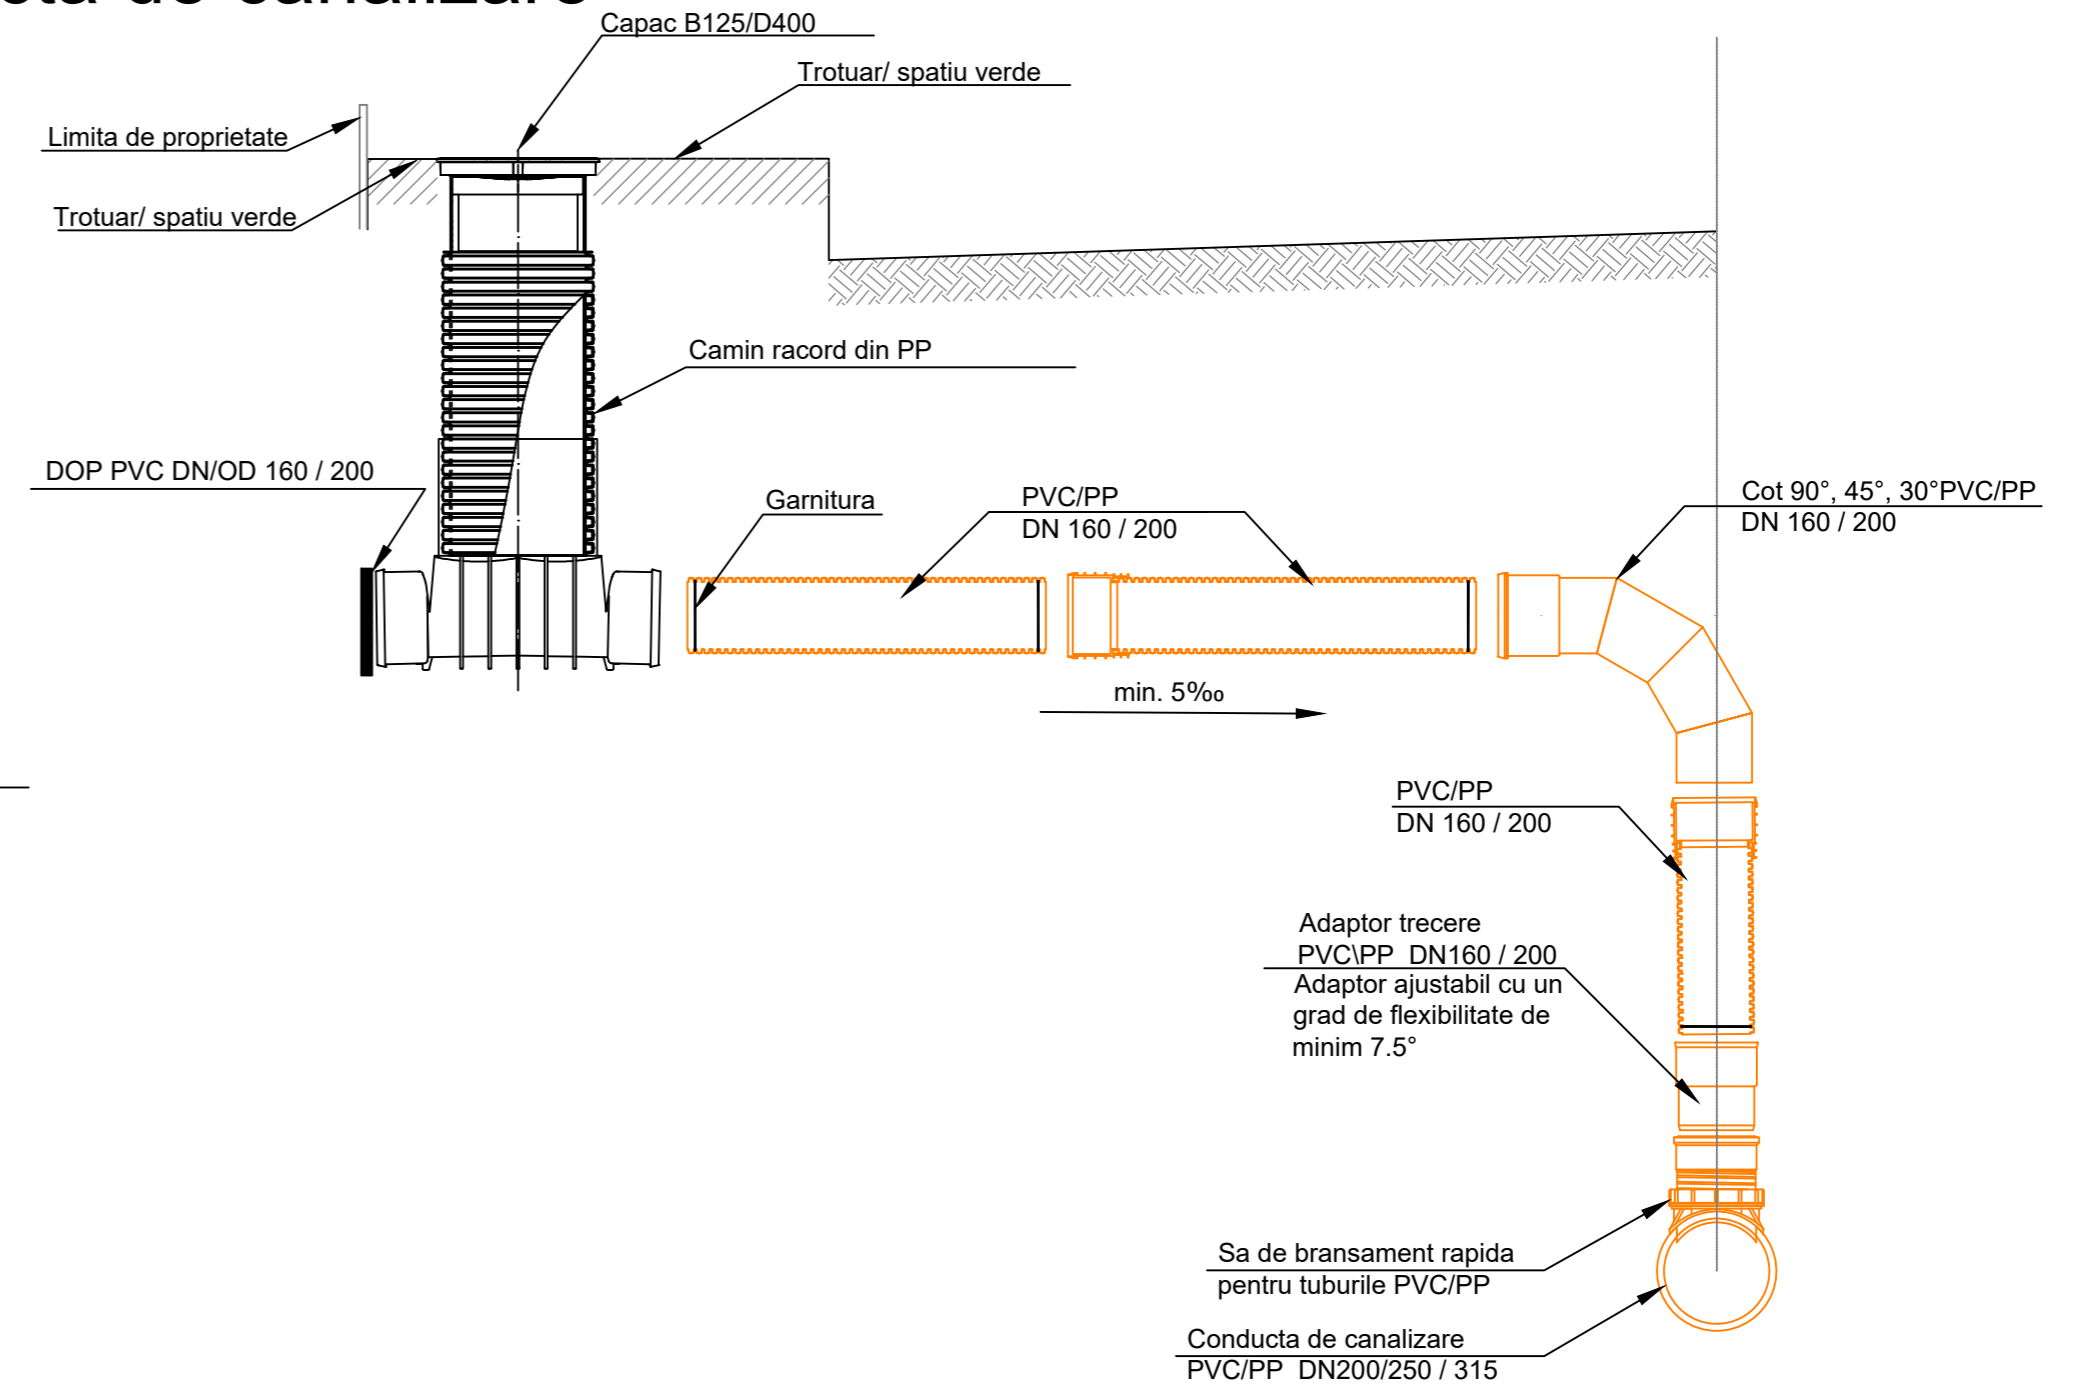 de canalizare
Capac B125/D400
Trotuar/ spatiu verde
Limita de proprietate
Trotuar/ spatiu verde
Camin racord din PP
DOP PVC DN/OD 160 / 200
Garnitura
PVC/PP
DN 160 / 200
Cot 90°, 45°, 30°PVC/PP
DN 160 / 200
min. 5‰
PVC/PP
DN 160 / 200
Adaptor trecere
PVC\PP DN160 / 200
Adaptor ajustabil cu un
grad de flexibilitate de
minim 7.5°
Sa de bransament rapida
pentru tuburile PVC/PP
Conducta de canalizare
PVC/PP DN200/250 / 315